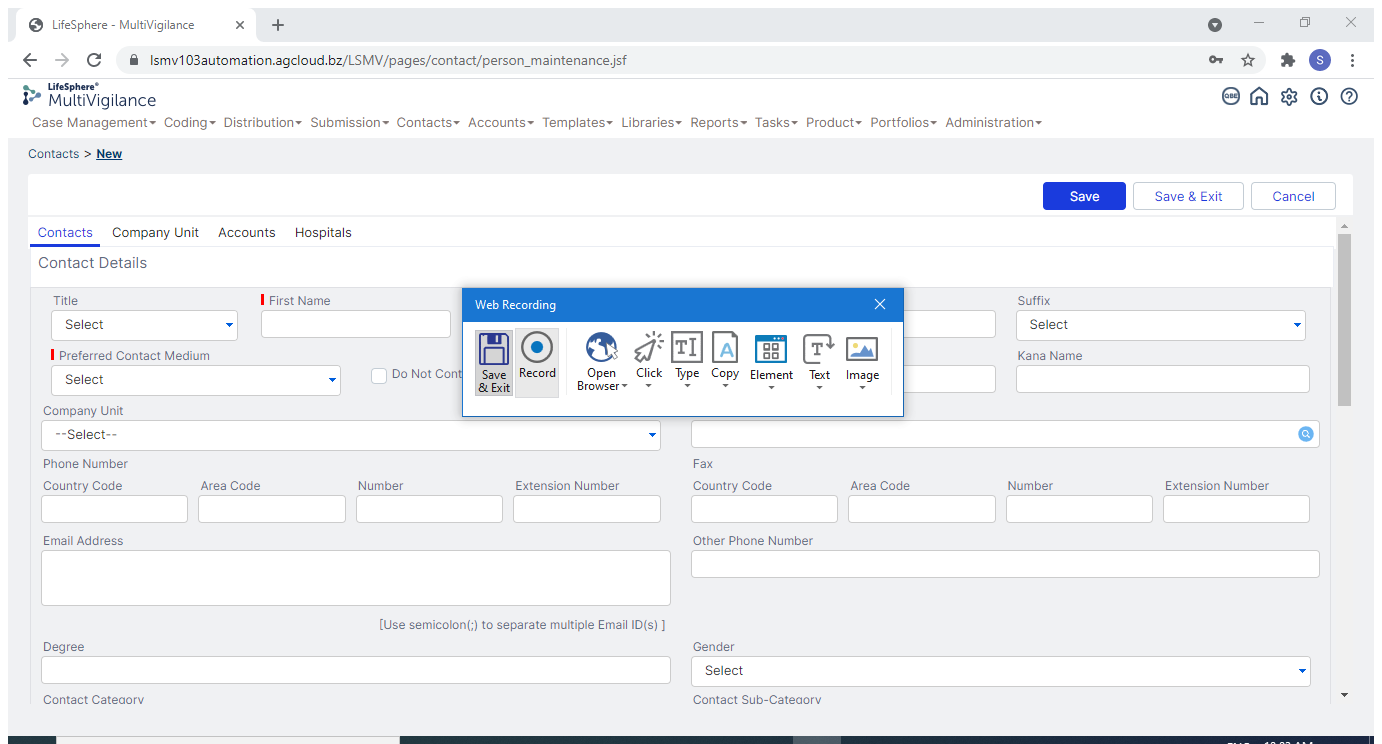 LifeSphere - MultiVigilance
lsmv103automation.agcloud.bz/LSMV/pages/contact/person_maintenance.jsf
S
LifeSphere®
MultiVigilance
QBE
Case Management Coding Distribution Submission Contacts Accounts Templates Libraries Reports Tasks Product Portfolios Administration
Contacts > New
Save Save & Exit Cancel
Contacts Company Unit Accounts Hospitals
Contact Details
Title First Name Suffix
Select Select
Web Recording
Save & Exit Record Open Browser Click Type Copy Element Text Image
Preferred Contact Medium Kana Name
Select Do Not Cont
Company Unit
--Select--
Phone Number Fax
Country Code Area Code Number Extension Number Country Code Area Code Number Extension Number
Email Address Other Phone Number
[Use semicolon(;) to separate multiple Email ID(s) ]
Degree Gender
Select
Contact Category Contact Sub-Category